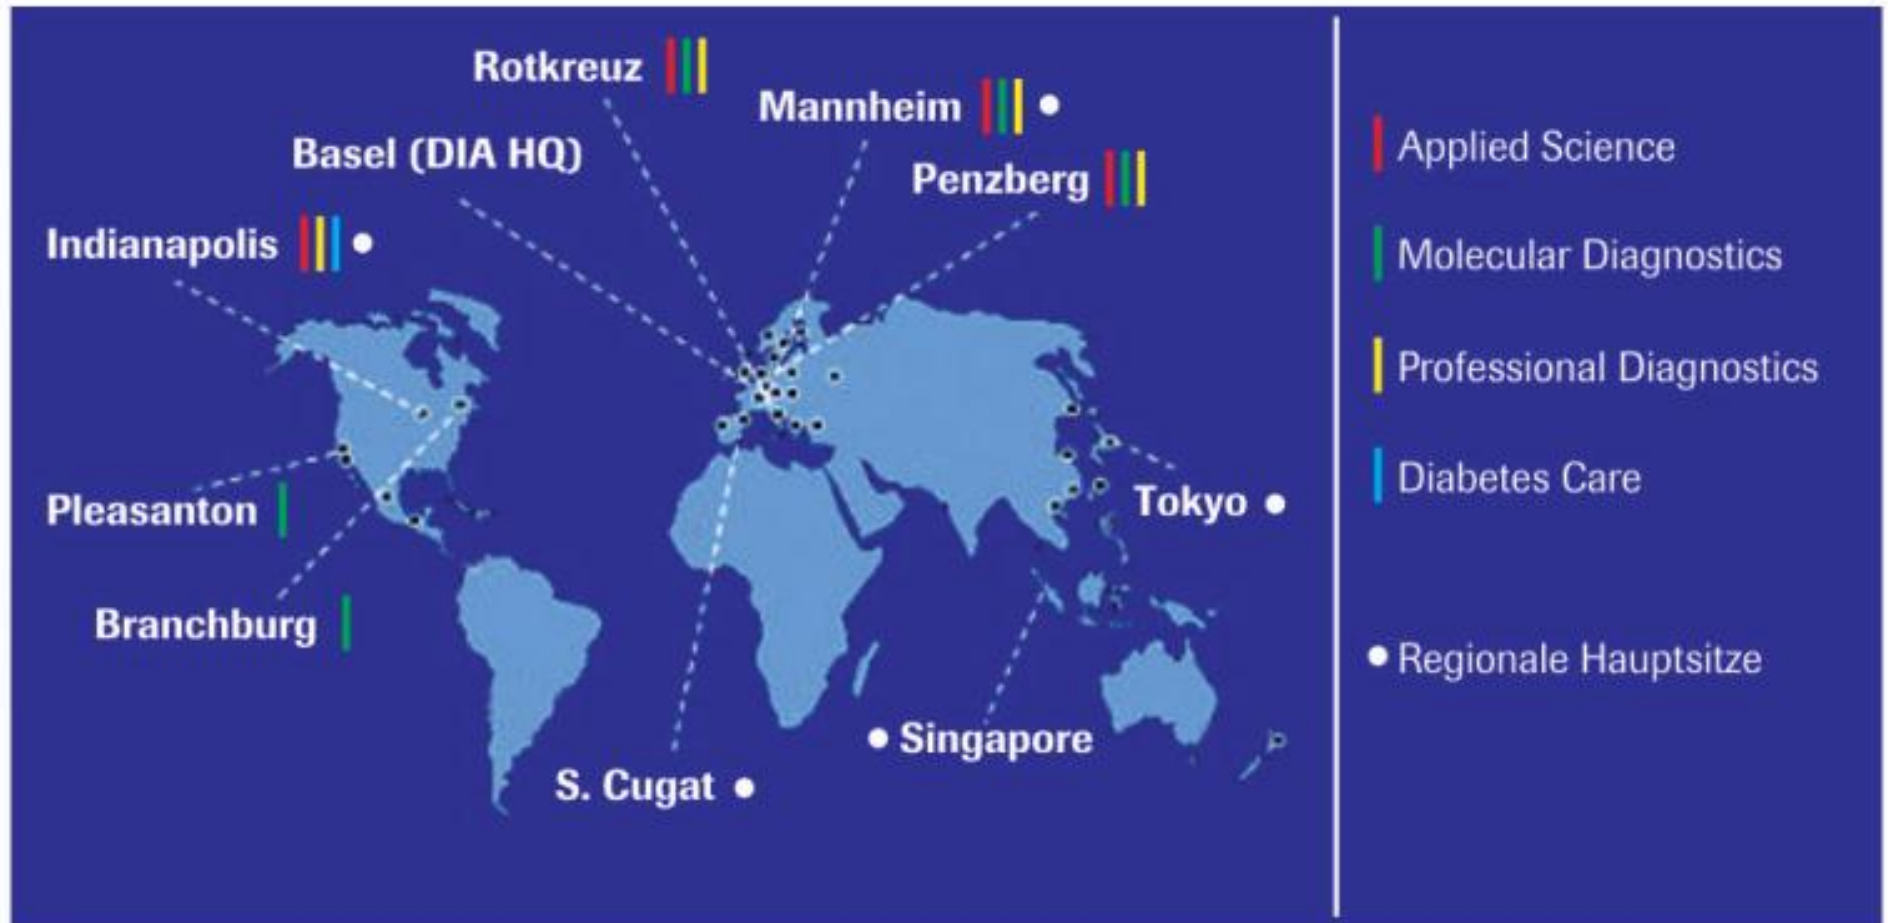 Rotkreuz
Mannheim
Basel (DIA HQ)
Penzberg
Indianapolis
Pleasanton
Tokyo
Branchburg
Singapore
S. Cugat
Applied Science
Molecular Diagnostics
Professional Diagnostics
Diabetes Care
Regionale Hauptsitze